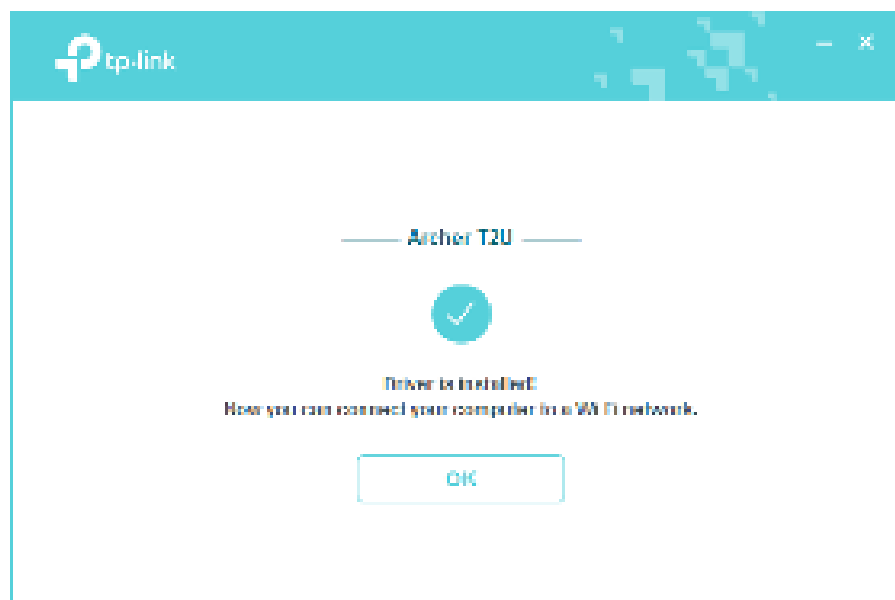 tp-link
Archer T2U
Driver is installed!
Now you can connect your computer to a Wi-Fi network.
OK